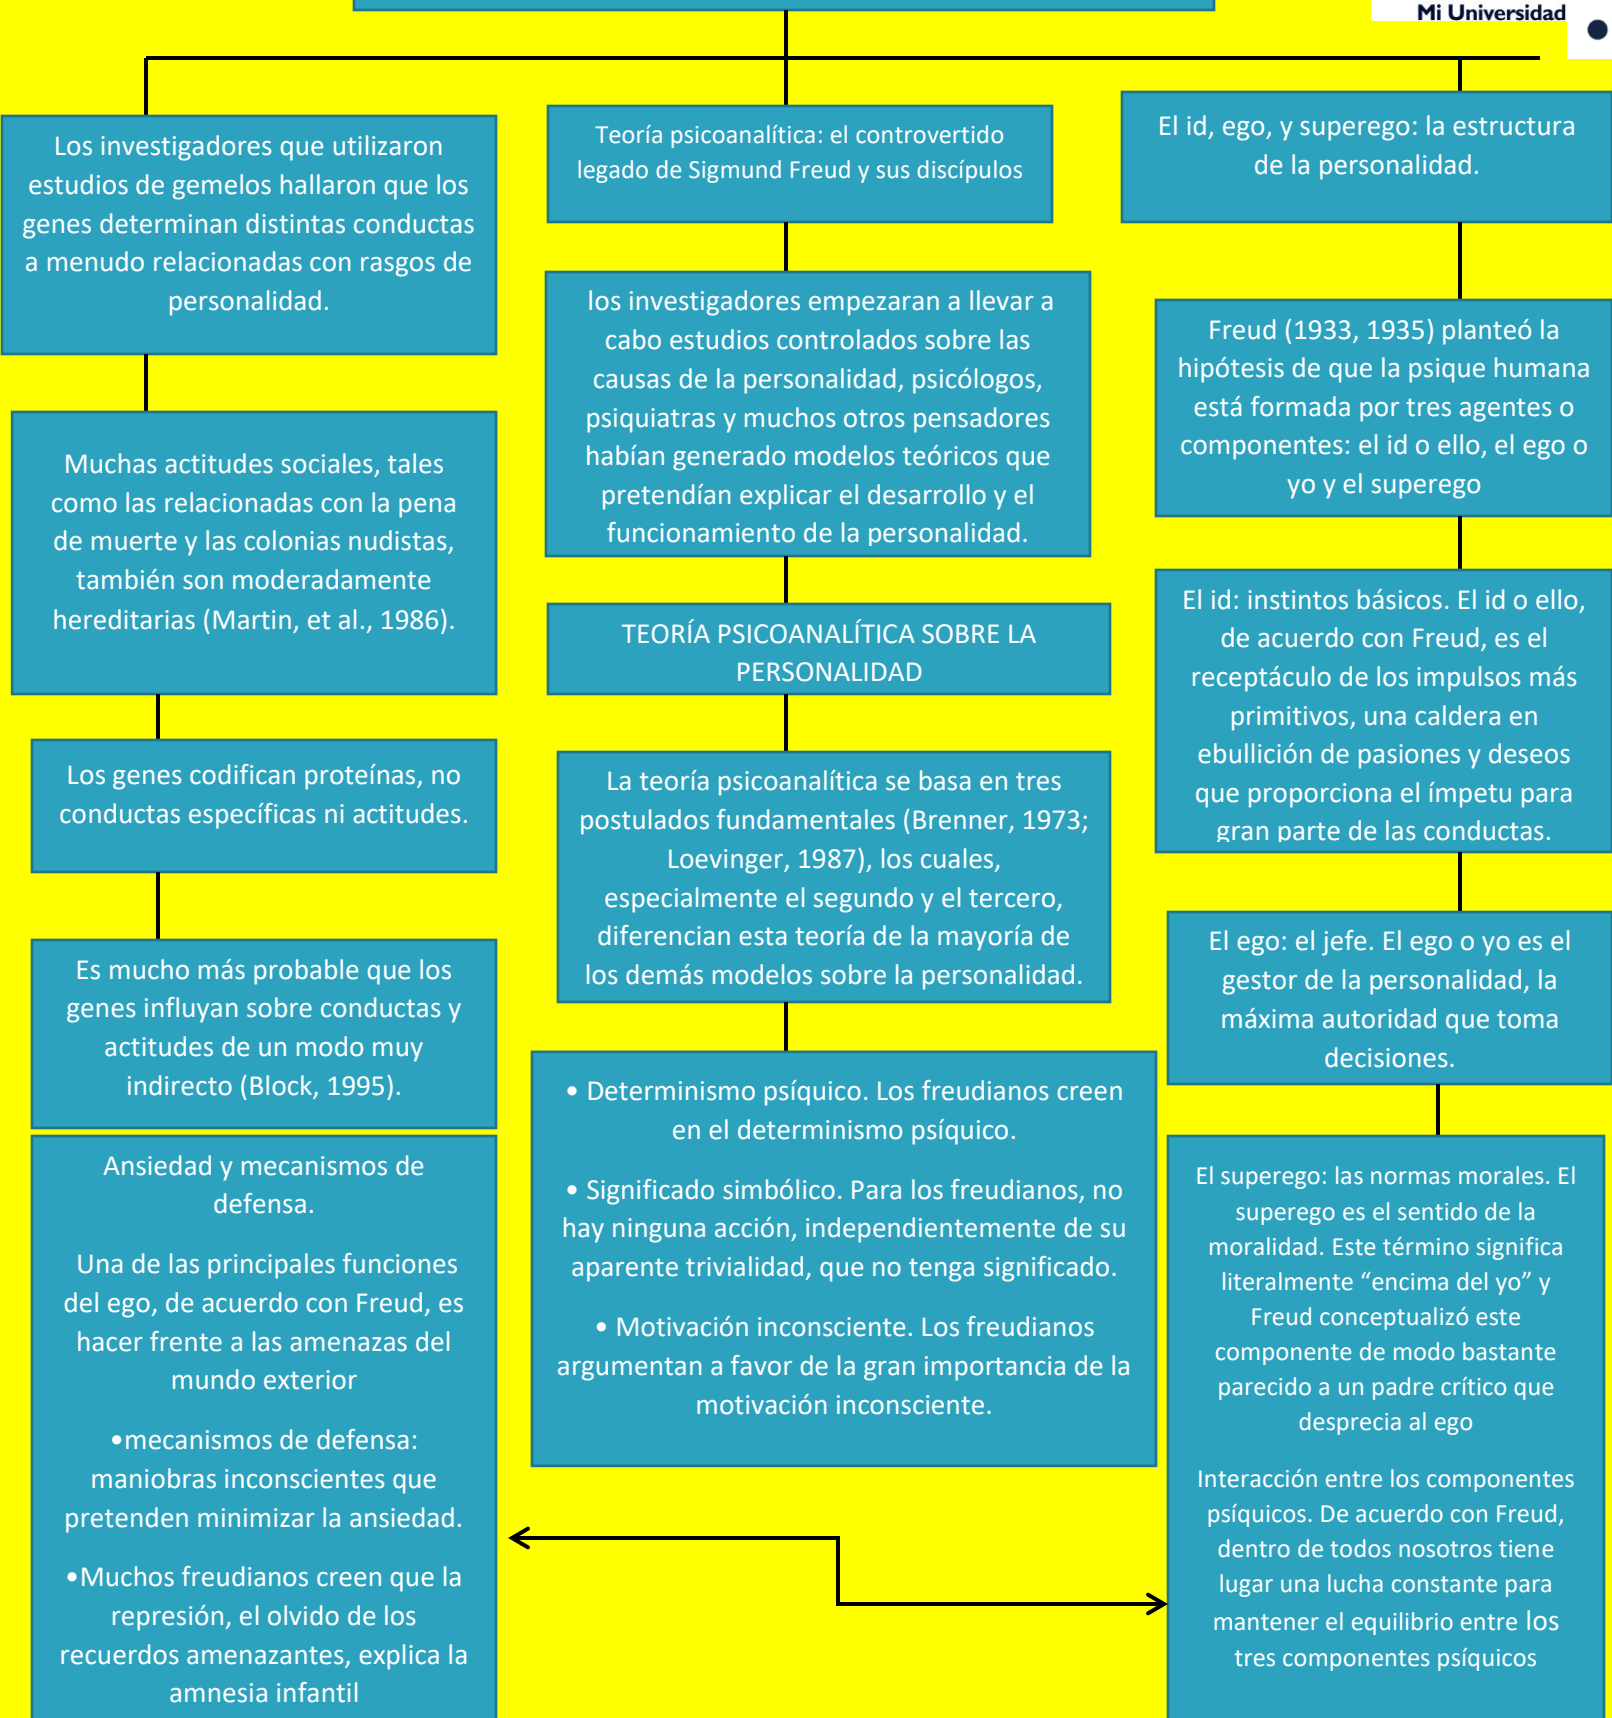 Mi Universidad
Los investigadores que utilizaron
estudios de gemelos hallaron que los
genes determinan distintas conductas
a menudo relacionadas con rasgos de
personalidad.
Muchas actitudes sociales, tales
como las relacionadas con la pena
de muerte y las colonias nudistas,
también son moderadamente
hereditarias (Martin, et al., 1986).
Los genes codifican proteínas, no
conductas específicas ni actitudes.
Es mucho más probable que los
genes influyan sobre conductas y
actitudes de un modo muy
indirecto (Block, 1995).
Ansiedad y mecanismos de
defensa.
Una de las principales funciones
del ego, de acuerdo con Freud, es
hacer frente a las amenazas del
mundo exterior
•mecanismos de defensa:
maniobras inconscientes que
pretenden minimizar la ansiedad.
•Muchos freudianos creen que la
represión, el olvido de los
recuerdos amenazantes, explica la
amnesia infantil
Teoría psicoanalítica: el controvertido
legado de Sigmund Freud y sus discípulos
los investigadores empezaran a llevar a
cabo estudios controlados sobre las
causas de la personalidad, psicólogos,
psiquiatras y muchos otros pensadores
habían generado modelos teóricos que
pretendían explicar el desarrollo y el
funcionamiento de la personalidad.
TEORÍA PSICOANALÍTICA SOBRE LA
PERSONALIDAD
La teoría psicoanalítica se basa en tres
postulados fundamentales (Brenner, 1973;
Loevinger, 1987), los cuales,
especialmente el segundo y el tercero,
diferencian esta teoría de la mayoría de
los demás modelos sobre la personalidad.
• Determinismo psíquico. Los freudianos creen
en el determinismo psíquico.
• Significado simbólico. Para los freudianos, no
hay ninguna acción, independientemente de su
aparente trivialidad, que no tenga significado.
• Motivación inconsciente. Los freudianos
argumentan a favor de la gran importancia de la
motivación inconsciente.
El id, ego, y superego: la estructura
de la personalidad.
Freud (1933, 1935) planteó la
hipótesis de que la psique humana
está formada por tres agentes o
componentes: el id o ello, el ego o
yo y el superego
El id: instintos básicos. El id o ello,
de acuerdo con Freud, es el
receptáculo de los impulsos más
primitivos, una caldera en
ebullición de pasiones y deseos
que proporciona el ímpetu para
gran parte de las conductas.
El ego: el jefe. El ego o yo es el
gestor de la personalidad, la
máxima autoridad que toma
decisiones.
El superego: las normas morales. El
superego es el sentido de la
moralidad. Este término significa
literalmente “encima del yo” y
Freud conceptualizó este
componente de modo bastante
parecido a un padre crítico que
desprecia al ego
Interacción entre los componentes
psíquicos. De acuerdo con Freud,
dentro de todos nosotros tiene
lugar una lucha constante para
mantener el equilibrio entre los
tres componentes psíquicos